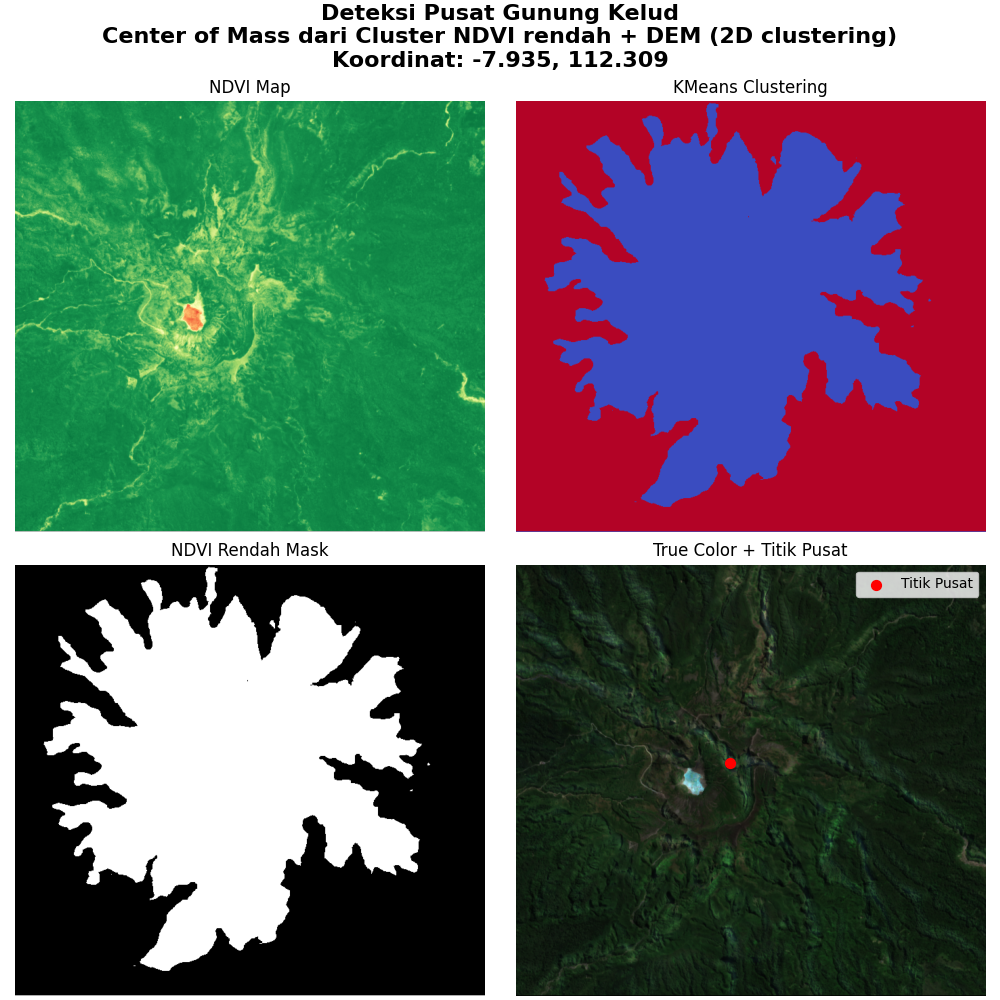 Deteksi Pusat Gunung Kelud
Center of Mass dari Cluster NDVI rendah + DEM (2D clustering)
Koordinat: -7.935, 112.309
NDVI Map
KMeans Clustering
NDVI Rendah Mask
True Color + Titik Pusat
Titik Pusat